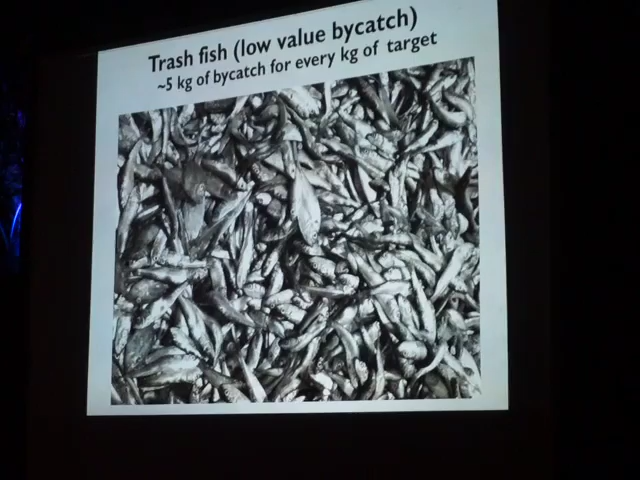 Trash fish (low value bycatch)
~5 kg of bycatch for every kg of target